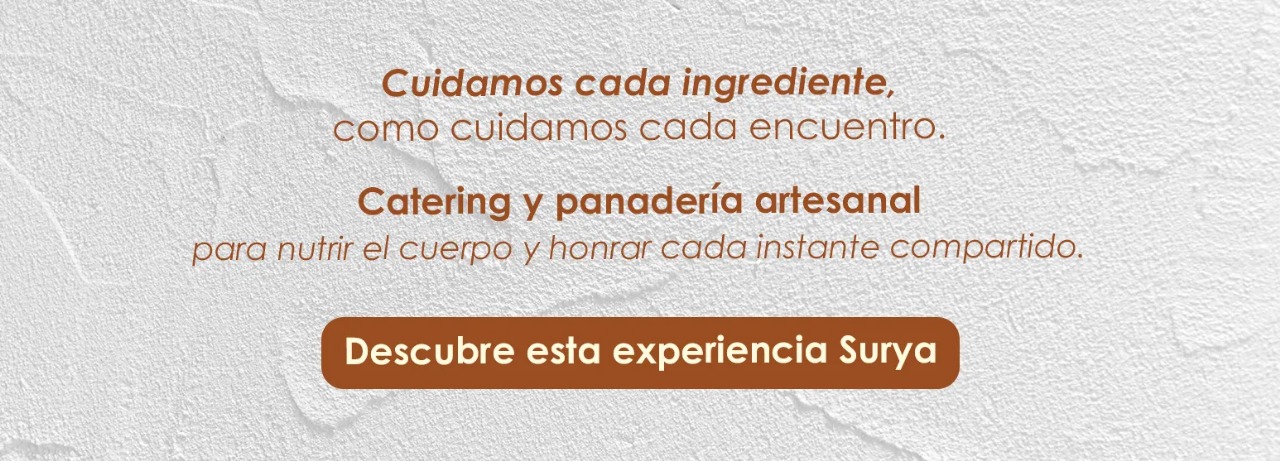 Cuidamos cada ingrediente,
como cuidamos cada encuentro.
Catering y panadería artesanal
para nutrir el cuerpo y honrar cada instante compartido.
Descubre esta experiencia Surya